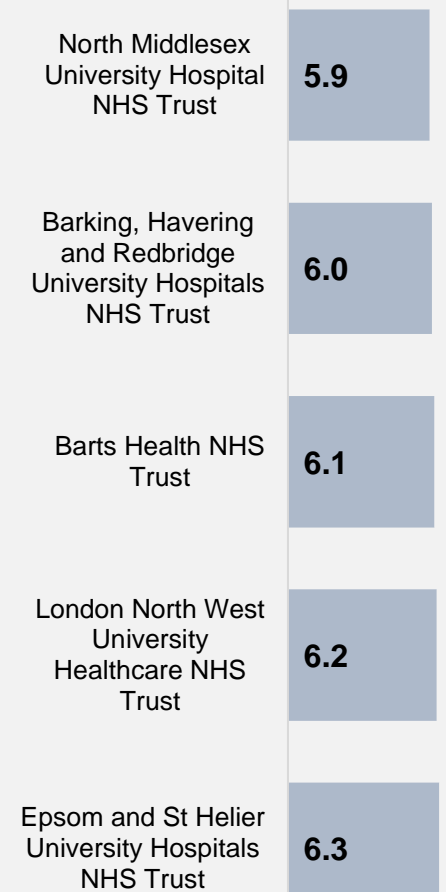 North Middlesex
University Hospital
NHS Trust
5.9
Barking, Havering
and Redbridge
University Hospitals
NHS Trust
6.0
Barts Health NHS
Trust
6.1
London North West
University
Healthcare NHS
Trust
6.2
Epsom and St Helier
University Hospitals
NHS Trust
6.3